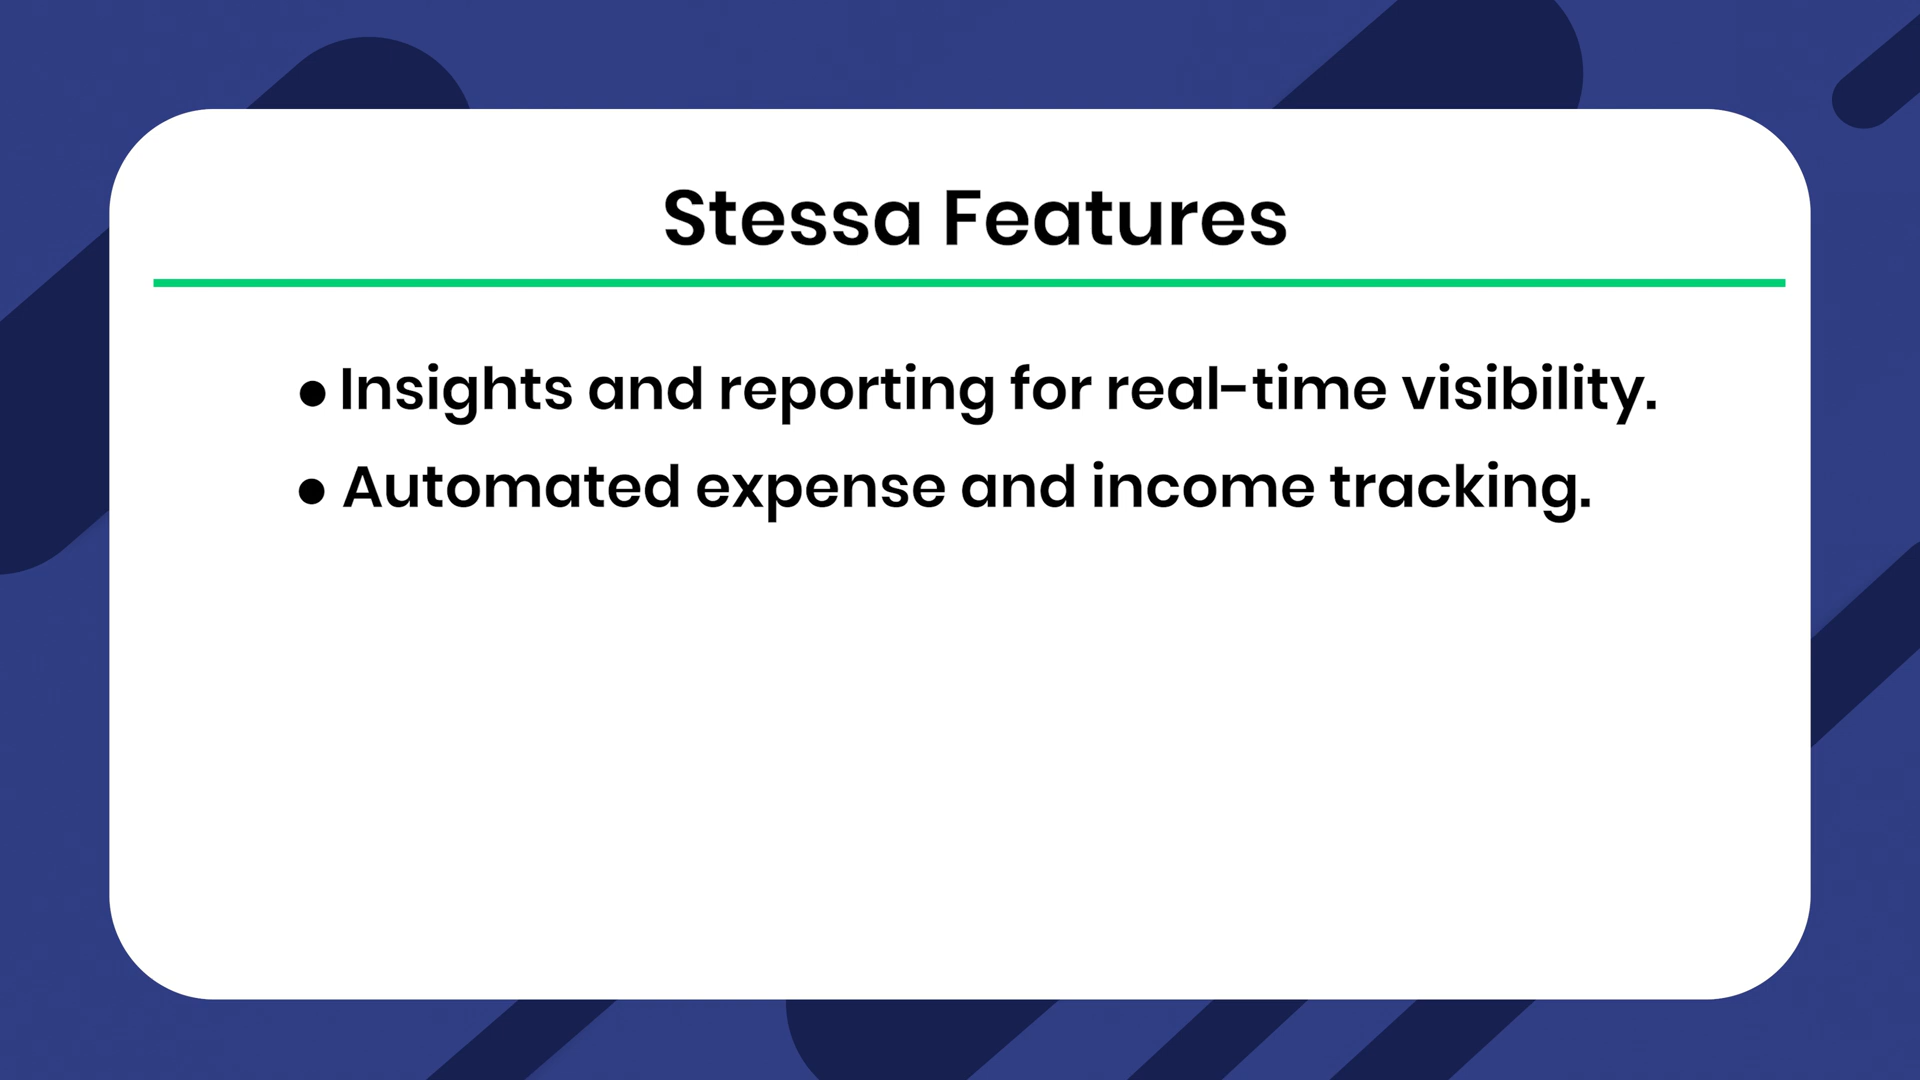 Stessa Features
● Insights and reporting for real-time visibility.
● Automated expense and income tracking.